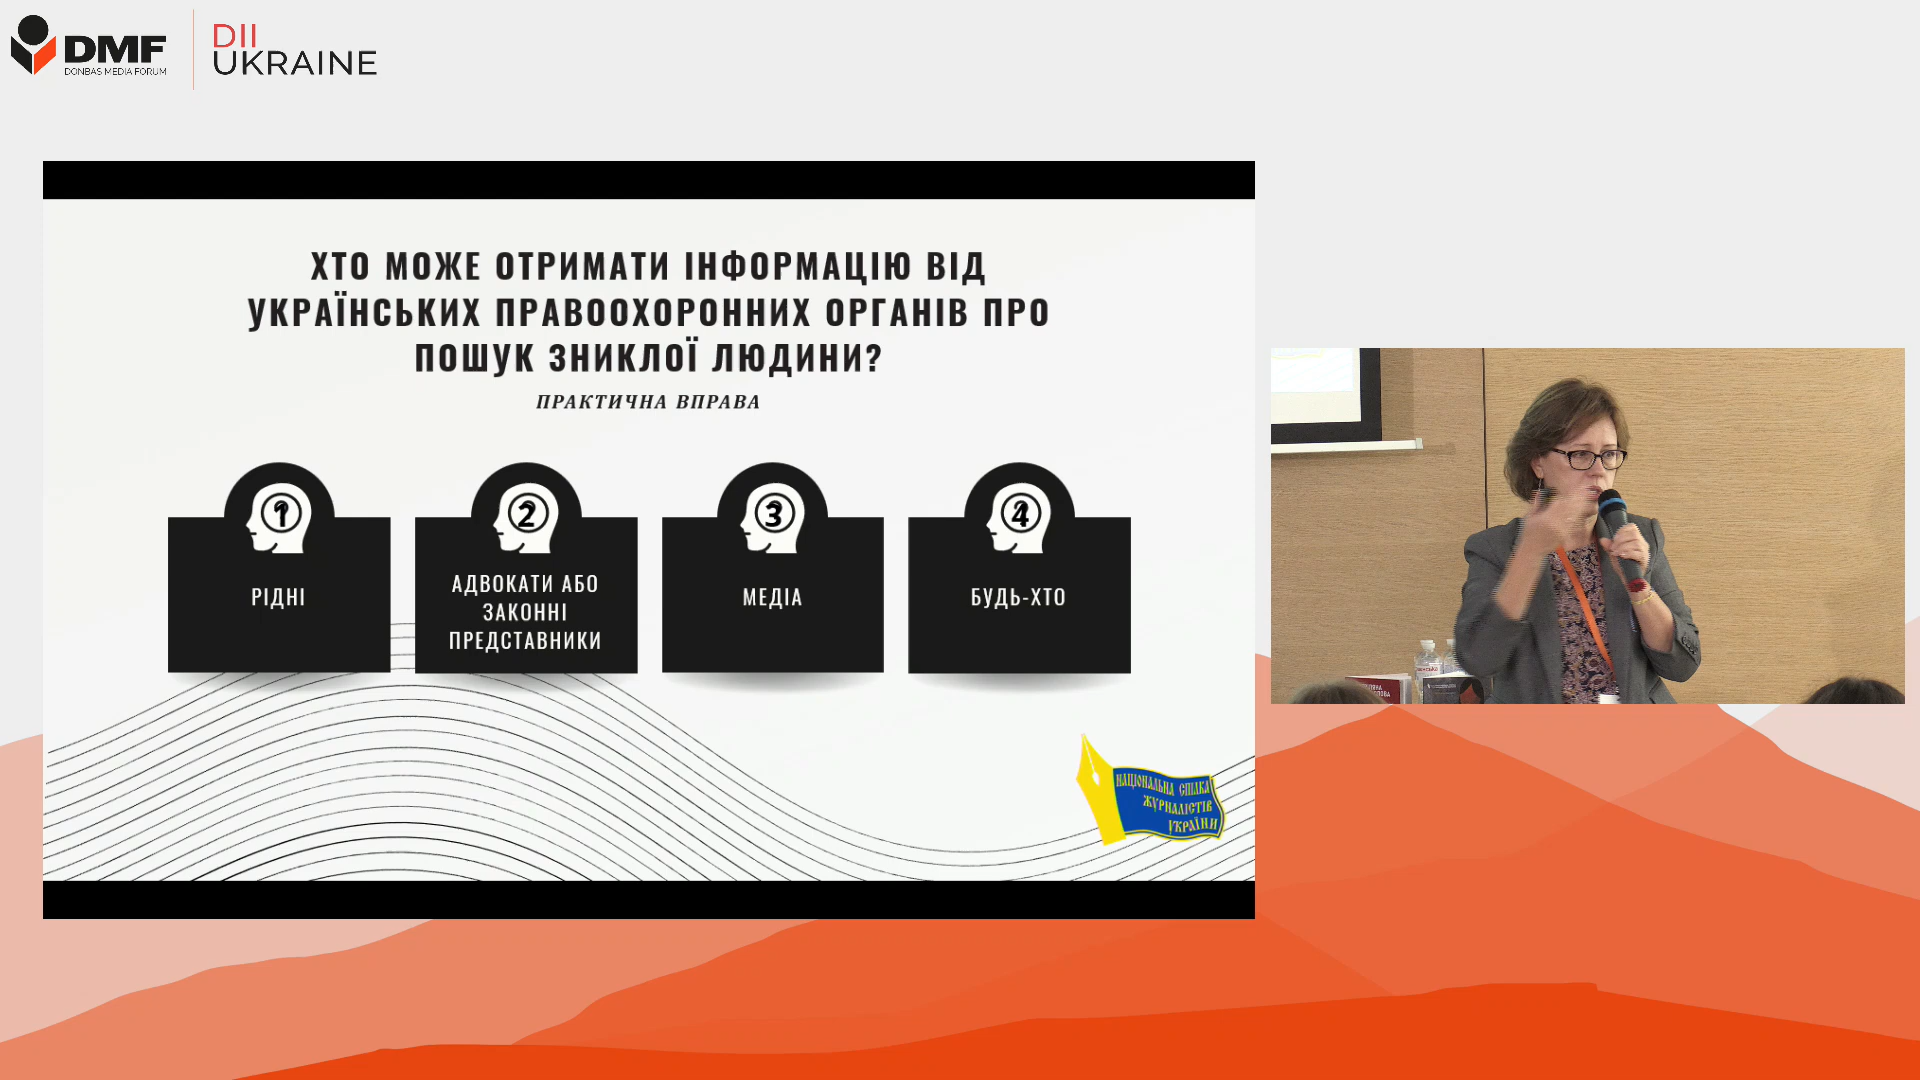 DMF
DONBAS MEDIA FORUM
DII
UKRAINE
ХТО МОЖЕ ОТРИМАТИ ІНФОРМАЦІЮ ВІД
УКРАЇНСЬКИХ ПРАВООХОРОННИХ ОРГАНІВ ПРО
ПОШУК ЗНИКЛОЇ ЛЮДИНИ?
ПРАКТИЧНА ВПРАВА
1
2
3
4
РІДНІ
АДВОКАТИ АБО
ЗАКОННІ
ПРЕДСТАВНИКИ
МЕДІА
БУДЬ-ХТО
НАЦІОНАЛЬНА СПІЛКА
ЖУРНАЛІСТІВ
УКРАЇНИ